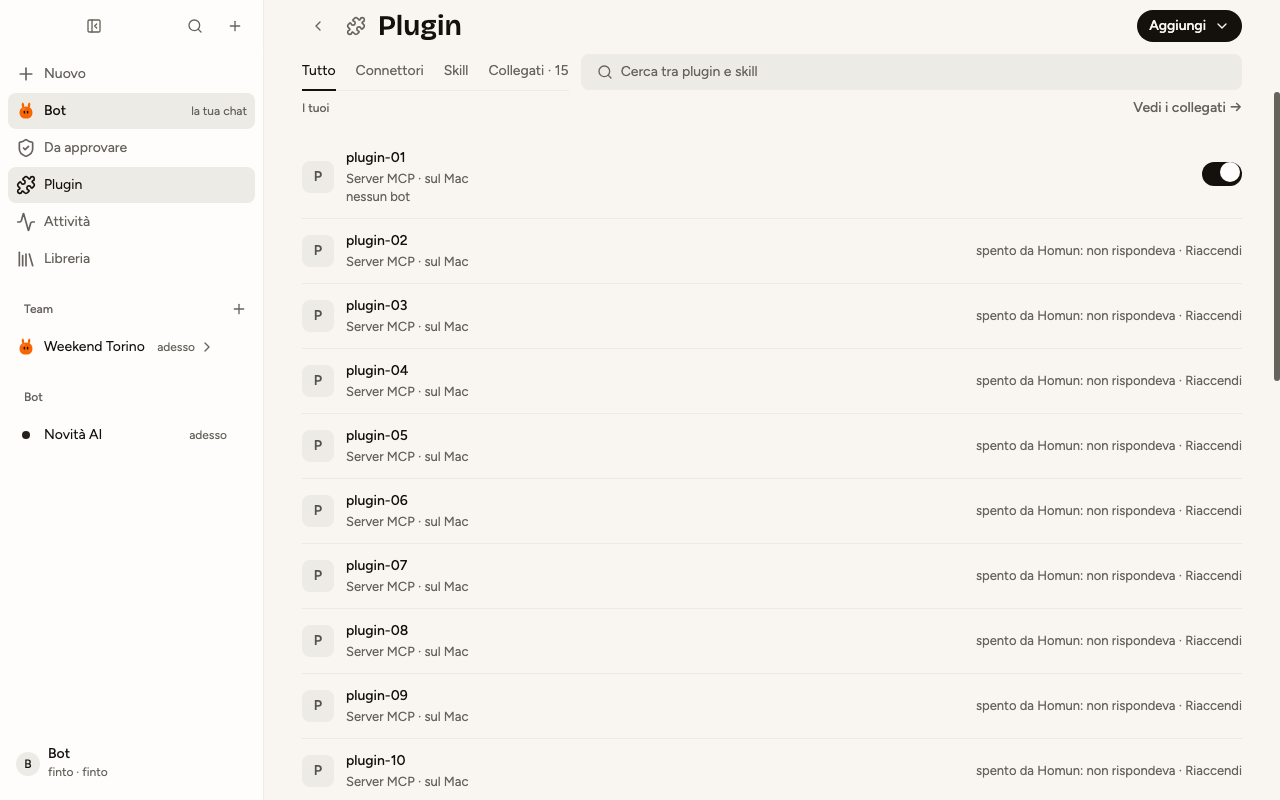 Plugin
Aggiungi
Nuovo
Bot la tua chat
Da approvare
Plugin
Attività
Libreria
Team
Weekend Torino adesso
Bot
Novità AI adesso
B
Bot
finto · finto
Tutto Connettori Skill Collegati · 15
Cerca tra plugin e skill
I tuoi
Vedi i collegati →
P
plugin-01
Server MCP · sul Mac
nessun bot
P
plugin-02
Server MCP · sul Mac
spento da Homun: non rispondeva · Riaccendi
P
plugin-03
Server MCP · sul Mac
spento da Homun: non rispondeva · Riaccendi
P
plugin-04
Server MCP · sul Mac
spento da Homun: non rispondeva · Riaccendi
P
plugin-05
Server MCP · sul Mac
spento da Homun: non rispondeva · Riaccendi
P
plugin-06
Server MCP · sul Mac
spento da Homun: non rispondeva · Riaccendi
P
plugin-07
Server MCP · sul Mac
spento da Homun: non rispondeva · Riaccendi
P
plugin-08
Server MCP · sul Mac
spento da Homun: non rispondeva · Riaccendi
P
plugin-09
Server MCP · sul Mac
spento da Homun: non rispondeva · Riaccendi
P
plugin-10
Server MCP · sul Mac
spento da Homun: non rispondeva · Riaccendi